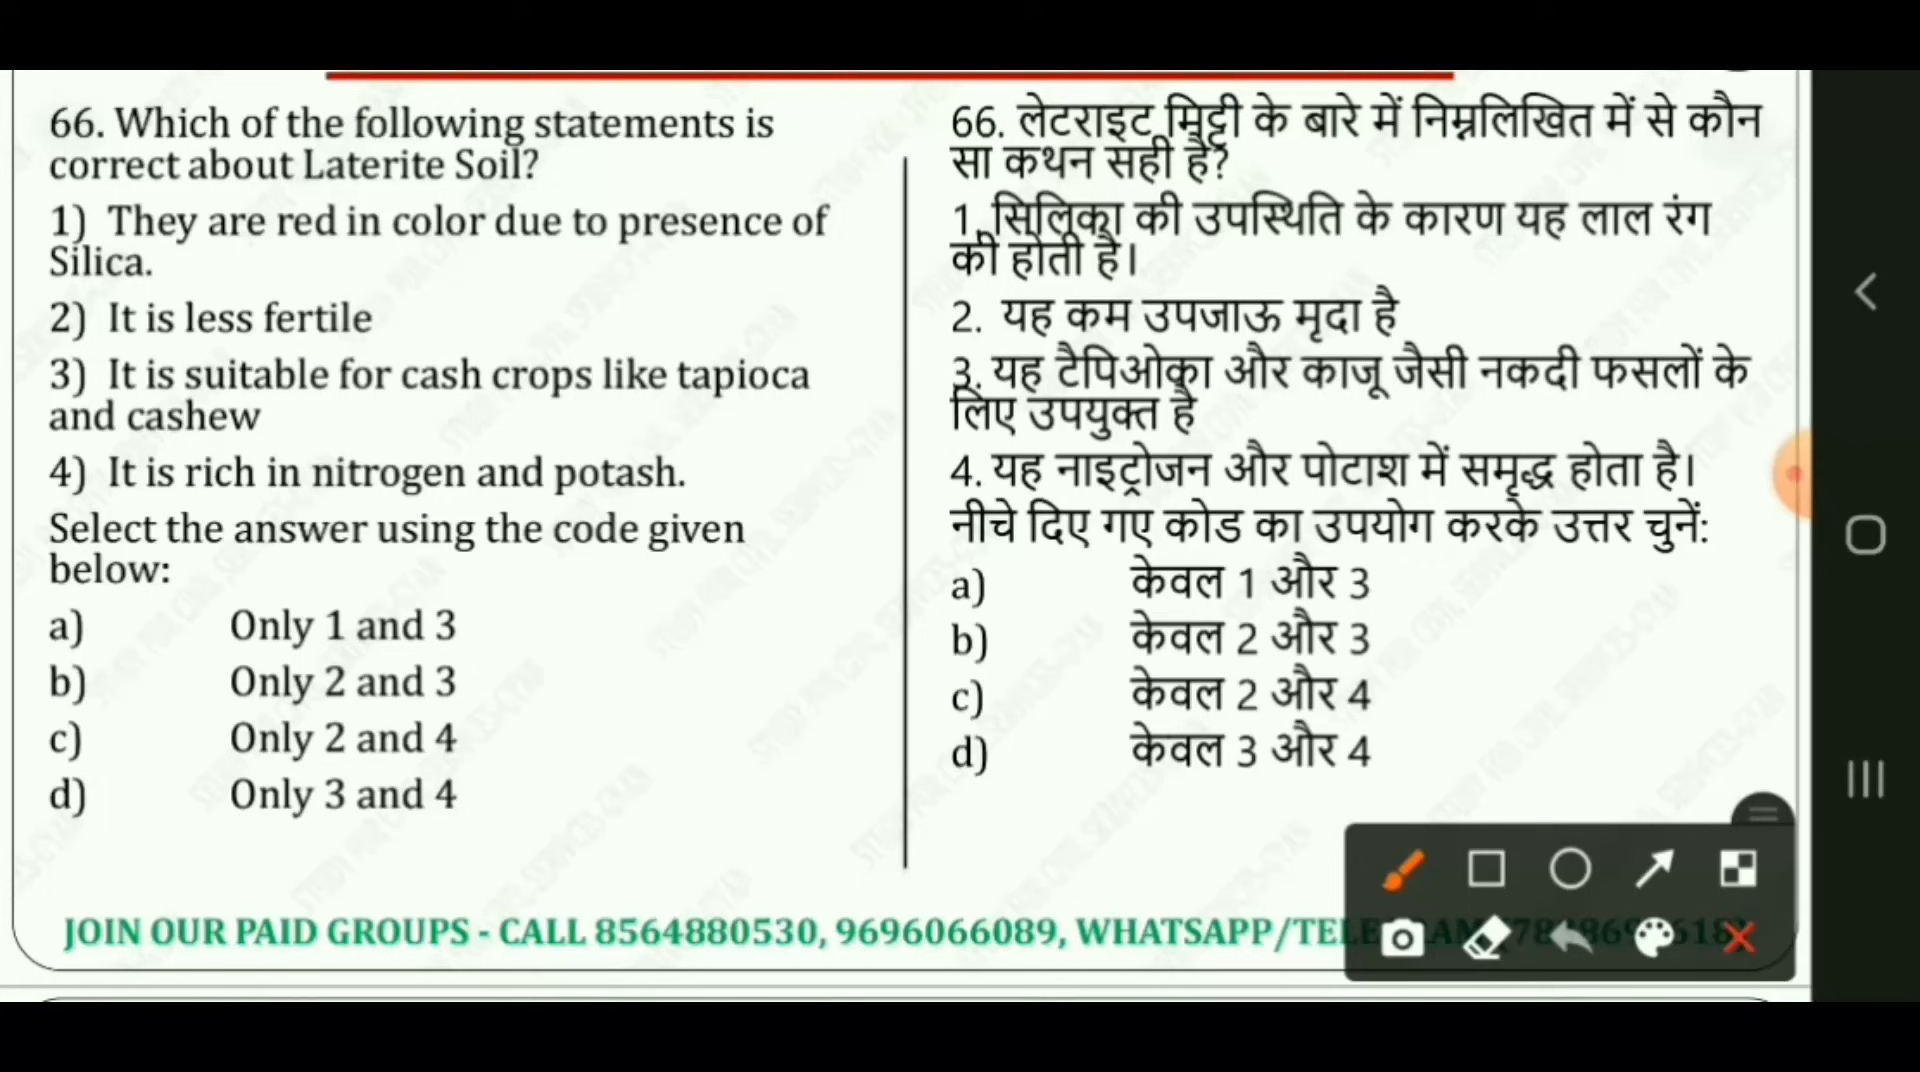 66. Which of the following statements is
correct about Laterite Soil?
1) They are red in color due to presence of
Silica.
2) It is less fertile
3) It is suitable for cash crops like tapioca
and cashew
4) It is rich in nitrogen and potash.
Select the answer using the code given
below:
a) Only 1 and 3
b) Only 2 and 3
c) Only 2 and 4
d) Only 3 and 4
66. लेटराइट मिट्टी के बारे में निम्नलिखित में से कौन
सा कथन सही है?
1. सिलिका की उपस्थिति के कारण यह लाल रंग
की होती है।
2. यह कम उपजाऊ मृदा है
3. यह टैपिओका और काजू जैसी नकदी फसलों के
लिए उपयुक्त है
4. यह नाइट्रोजन और पोटाश में समृद्ध होता है।
नीचे दिए गए कोड का उपयोग करके उत्तर चुनें:
a) केवल 1 और 3
b) केवल 2 और 3
c) केवल 2 और 4
d) केवल 3 और 4
JOIN OUR PAID GROUPS - CALL 8564880530, 9696066089, WHATSAPP/